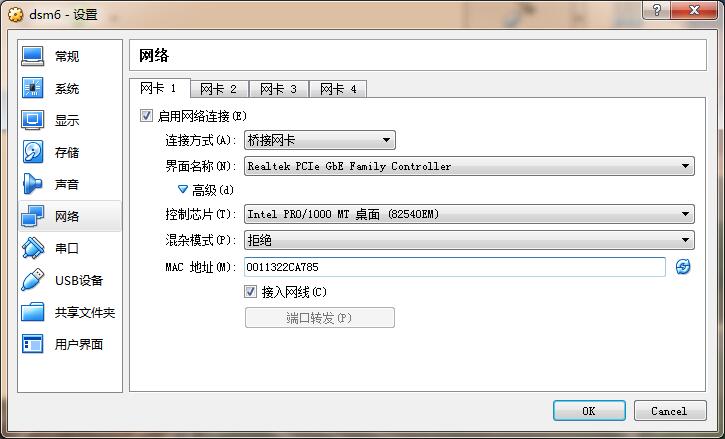 dsm6 - 设置
常规
系统
显示
存储
声音
网络
串口
USB设备
共享文件夹
用户界面
网络
网卡 1 网卡 2 网卡 3 网卡 4
启用网络连接(E)
连接方式(A): 桥接网卡
界面名称(N): Realtek PCIe GbE Family Controller
高级(d)
控制芯片(T): Intel PRO/1000 MT 桌面 (82540EM)
混杂模式(P): 拒绝
MAC 地址(M): 0011322CA785
接入网线(C)
端口转发(P)
OK Cancel